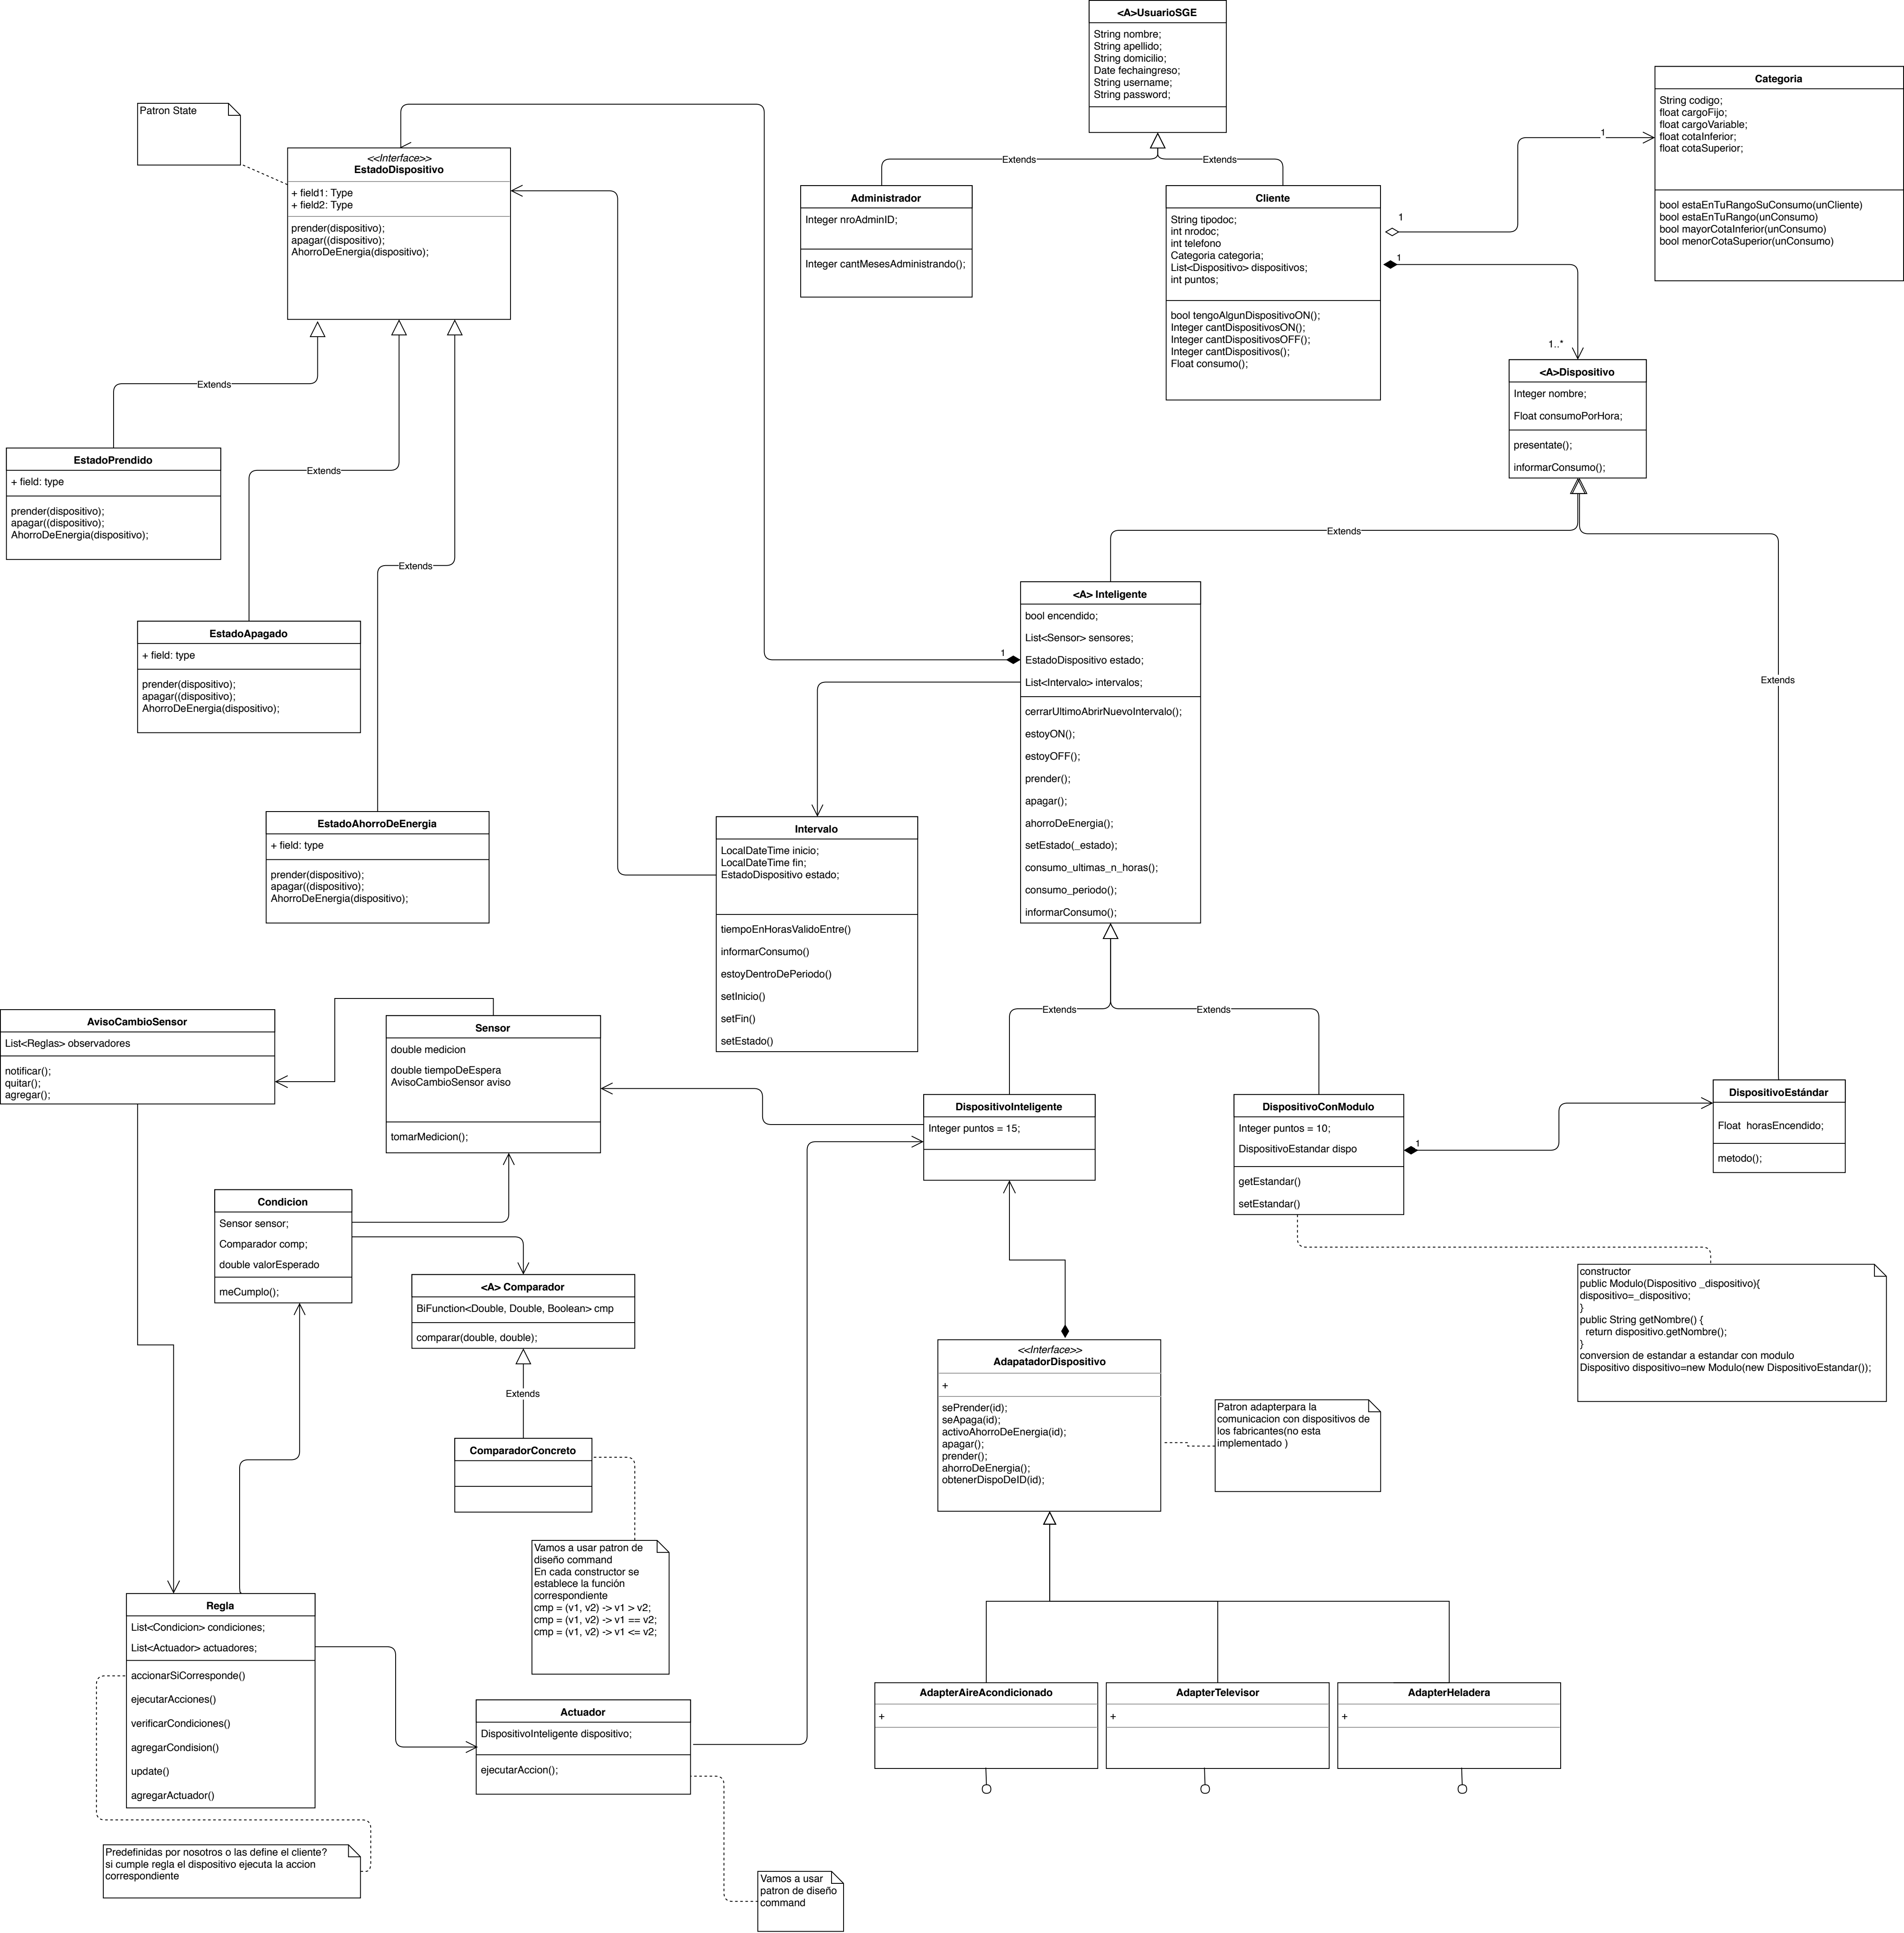 <A>UsuarioSGE
String nombre;
String apellido;
String domicilio;
Date fechaingreso;
String username;
String password;
Categoria
String codigo;
float cargoFijo;
float cargoVariable;
float cotaInferior;
float cotaSuperior;
bool estaEnTuRangoSuConsumo(unCliente)
bool estaEnTuRango(unConsumo)
bool mayorCotaInferior(unConsumo)
bool menorCotaSuperior(unConsumo)
Patron State
<<Interface>>
EstadoDispositivo
+ field1: Type
+ field2: Type
prender(dispositivo);
apagar((dispositivo);
AhorroDeEnergia(dispositivo);
Extends
Extends
1
Administrador
Integer nroAdminID;
Integer cantMesesAdministrando();
Cliente
String tipodoc;
int nrodoc;
int telefono
Categoria categoria;
List<Dispositivo> dispositivos;
int puntos;
bool tengoAlgunDispositivoON();
Integer cantDispositivosON();
Integer cantDispositivosOFF();
Integer cantDispositivos();
Float consumo();
1
1
1..*
<A>Dispositivo
Integer nombre;
Float consumoPorHora;
presentate();
informarConsumo();
Extends
Extends
Extends
EstadoPrendido
+ field: type
prender(dispositivo);
apagar((dispositivo);
AhorroDeEnergia(dispositivo);
EstadoApagado
+ field: type
prender(dispositivo);
apagar((dispositivo);
AhorroDeEnergia(dispositivo);
EstadoAhorroDeEnergia
+ field: type
prender(dispositivo);
apagar((dispositivo);
AhorroDeEnergia(dispositivo);
Extends
Extends
1
<A> Inteligente
bool encendido;
List<Sensor> sensores;
EstadoDispositivo estado;
List<Intervalo> intervalos;
cerrarUltimoAbrirNuevoIntervalo();
estoyON();
estoyOFF();
prender();
apagar();
ahorroDeEnergia();
setEstado(_estado);
consumo_ultimas_n_horas();
consumo_periodo();
informarConsumo();
Intervalo
LocalDateTime inicio;
LocalDateTime fin;
EstadoDispositivo estado;
tiempoEnHorasValidoEntre()
informarConsumo()
estoyDentroDePeriodo()
setInicio()
setFin()
setEstado()
Extends
Extends
AvisoCambioSensor
List<Reglas> observadores
notificar();
quitar();
agregar();
Sensor
double medicion
double tiempoDeEspera
AvisoCambioSensor aviso
tomarMedicion();
DispositivoInteligente
Integer puntos = 15;
DispositivoConModulo
Integer puntos = 10;
DispositivoEstandar dispo
getEstandar()
setEstandar()
1
DispositivoEstándar
Float  horasEncendido;
metodo();
Condicion
Sensor sensor;
Comparador comp;
double valorEsperado
meCumplo();
<A> Comparador
BiFunction<Double, Double, Boolean> cmp
comparar(double, double);
Extends
ComparadorConcreto
constructor
public Modulo(Dispositivo _dispositivo){
dispositivo=_dispositivo;
}
public String getNombre() {
return dispositivo.getNombre();
}
conversion de estandar a estandar con modulo
Dispositivo dispositivo=new Modulo(new DispositivoEstandar());
<<Interface>>
AdapatadorDispositivo
+
sePrender(id);
seApaga(id);
activoAhorroDeEnergia(id);
apagar();
prender();
ahorroDeEnergia();
obtenerDispoDeID(id);
Patron adapterpara la
comunicacion con dispositivos de
los fabricantes(no esta
implementado )
Vamos a usar patron de
diseño command
En cada constructor se
establece la función
correspondiente
cmp = (v1, v2) -> v1 > v2;
cmp = (v1, v2) -> v1 == v2;
cmp = (v1, v2) -> v1 <= v2;
Regla
List<Condicion> condiciones;
List<Actuador> actuadores;
accionarSiCorresponde()
ejecutarAcciones()
verificarCondiciones()
agregarCondision()
update()
agregarActuador()
Actuador
DispositivoInteligente dispositivo;
ejecutarAccion();
AdapterAireAcondicionado
+
AdapterTelevisor
+
AdapterHeladera
+
Predefinidas por nosotros o las define el cliente?
si cumple regla el dispositivo ejecuta la accion
correspondiente
Vamos a usar
patron de diseño
command